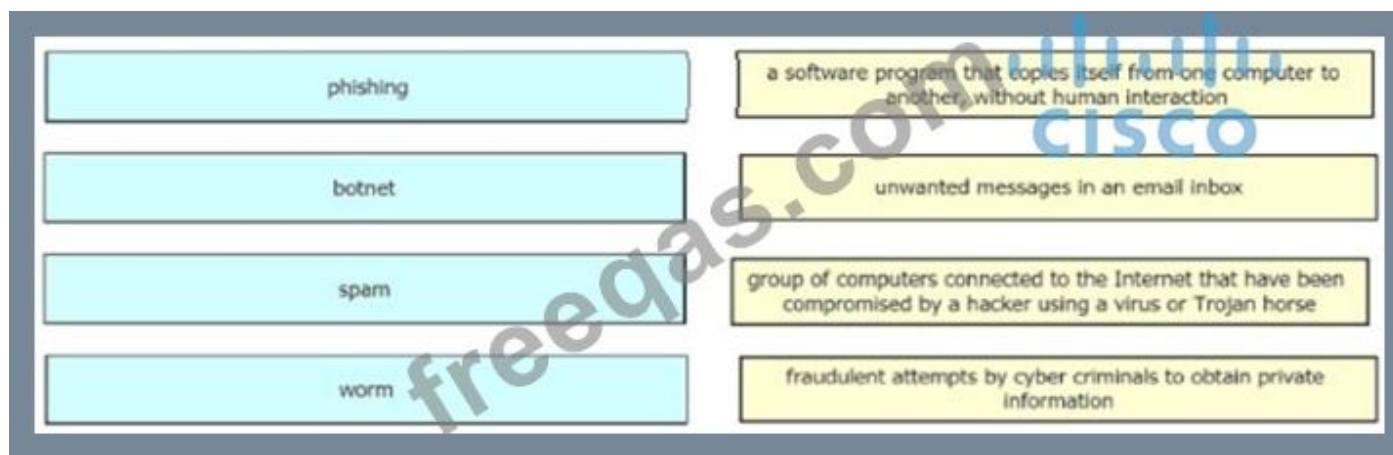 phishing
a software program that copies itself from one computer to
another, without human interaction
CISCO
botnet
unwanted messages in an email inbox
spam
group of computers connected to the Internet that have been
compromised by a hacker using a virus or Trojan horse
worm
fraudulent attempts by cyber criminals to obtain private
information
freeqas.com